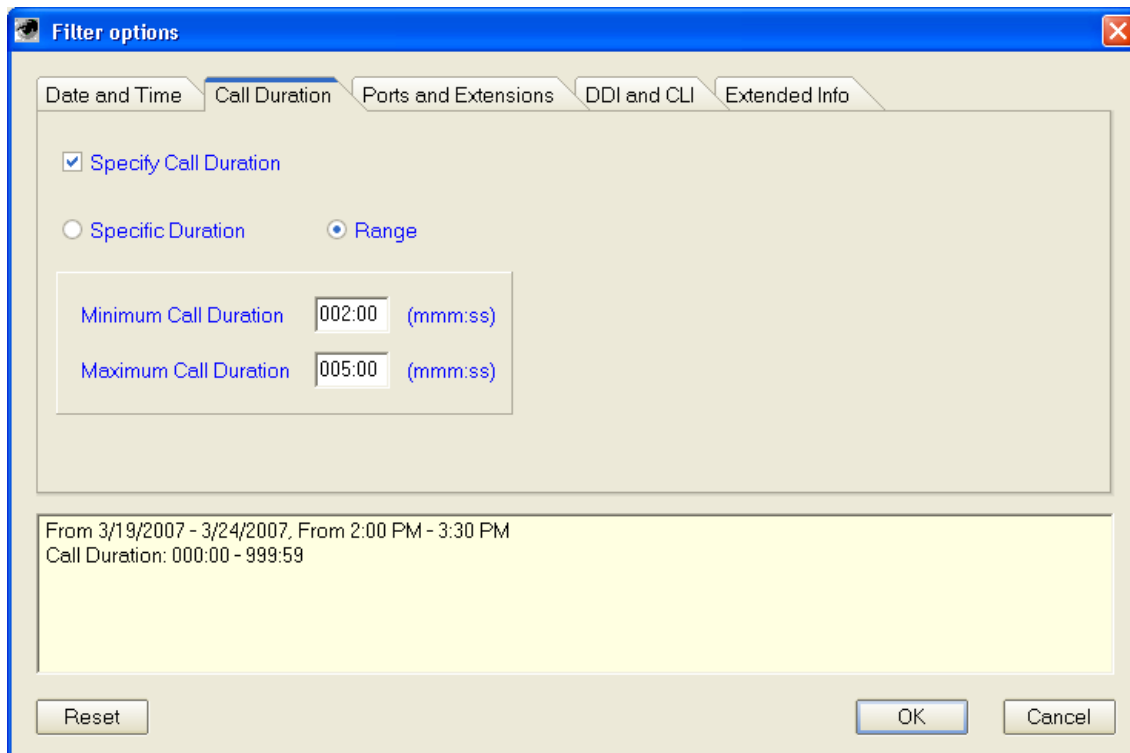 Filter options
Date and Time Call Duration Ports and Extensions DDI and CLI Extended Info
Specify Call Duration
Specific Duration Range
Minimum Call Duration 002:00 (mmm:ss)
Maximum Call Duration 005:00 (mmm:ss)
From 3/19/2007 - 3/24/2007, From 2:00 PM - 3:30 PM
Call Duration: 000:00 - 999:59
Reset OK Cancel